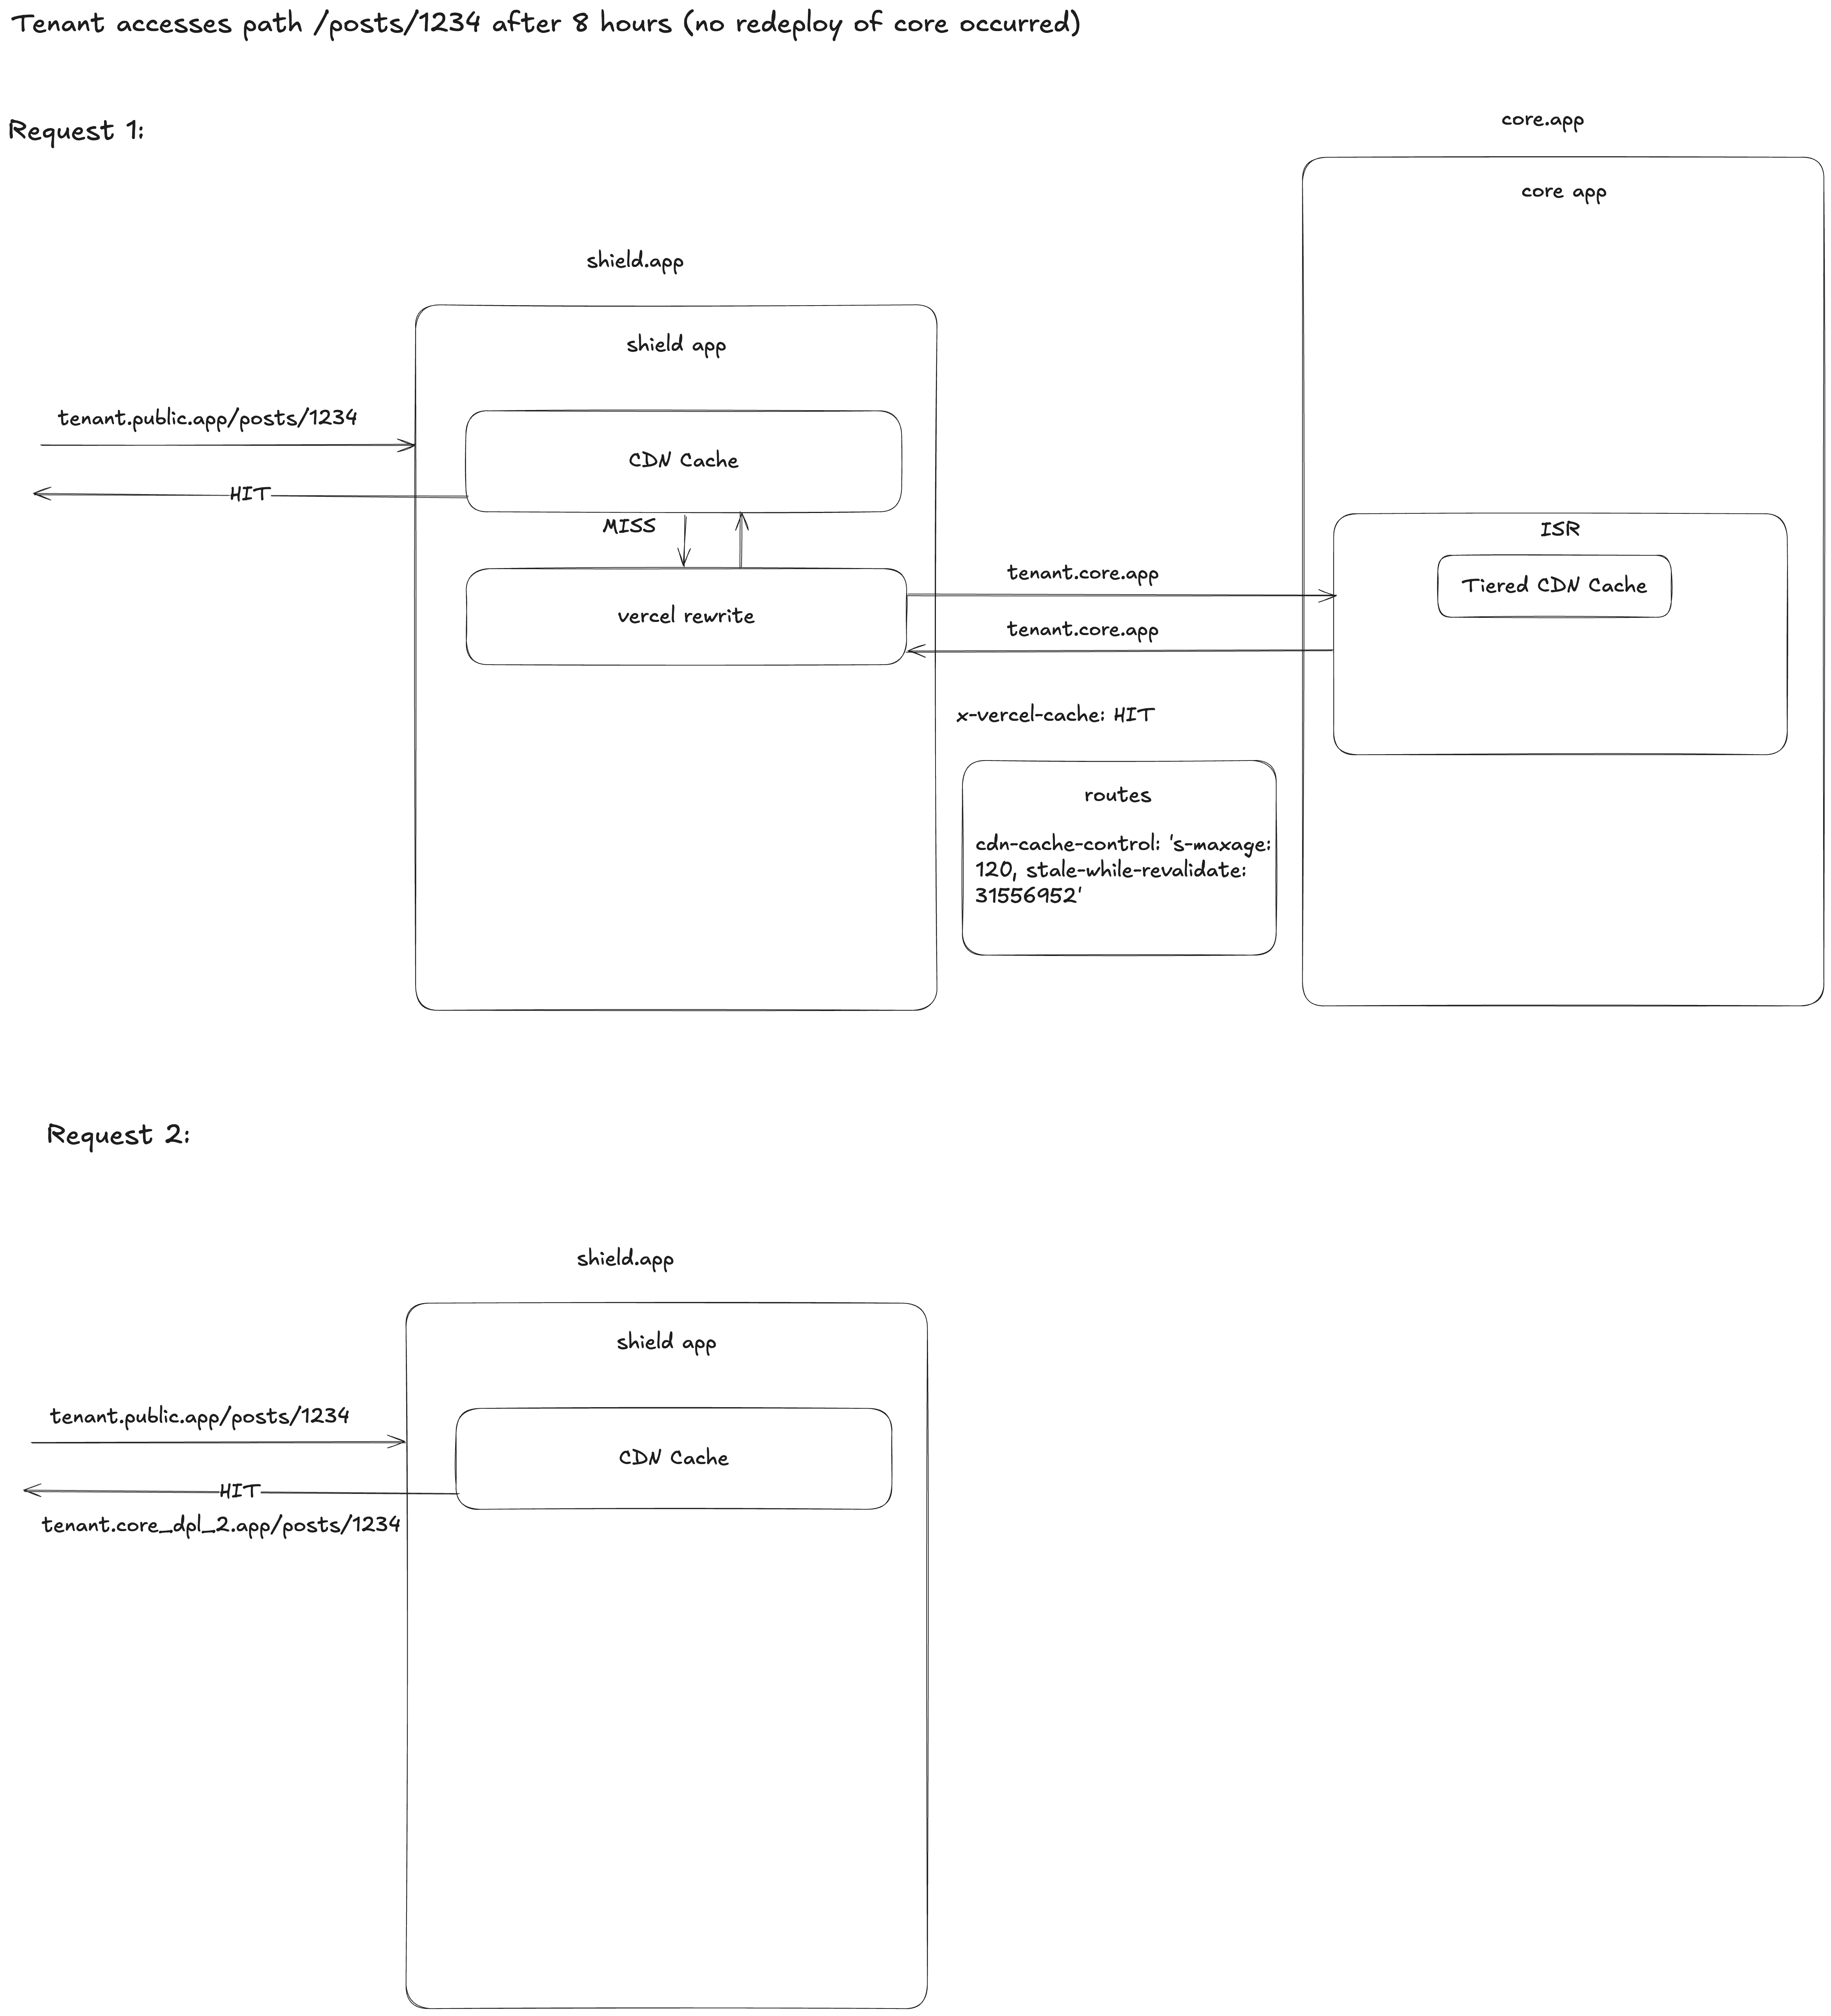 Tenant accesses path /posts/1234 after 8 hours (no redeploy of core occurred)
Request 1:
core.app
core app
shield.app
shield app
tenant.public.app/posts/1234
CDN Cache
HIT
MISS
ISR
Tiered CDN Cache
tenant.core.app
vercel rewrite
tenant.core.app
x-vercel-cache: HIT
routes
cdn-cache-control: 's-maxage:
120, stale-while-revalidate:
31556952'
Request 2:
shield.app
shield app
tenant.public.app/posts/1234
CDN Cache
HIT
tenant.core_dpl_2.app/posts/1234